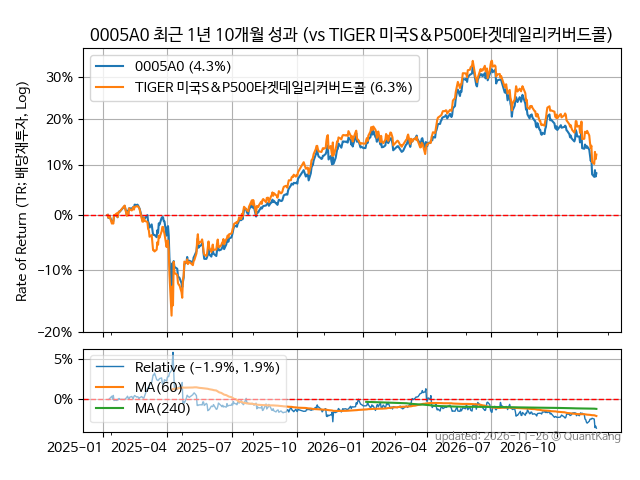 0005A0 최근 1년 10개월 성과 (vs TIGER 미국S&P500타겟데일리커버드콜)
Rate of Return (TR: 배당재투자, Log)
30%
20%
10%
0%
−10%
−20%
0005A0 (4.3%)
TIGER 미국S&P500타겟데일리커버드콜 (6.3%)
5%
0%
Relative (−1.9%, 1.9%)
MA(60)
MA(240)
2025-01 2025-04 2025-07 2025-10 2026-01 2026-04 2026-07 2026-10
updated: 2026-11-26 © QuantKang